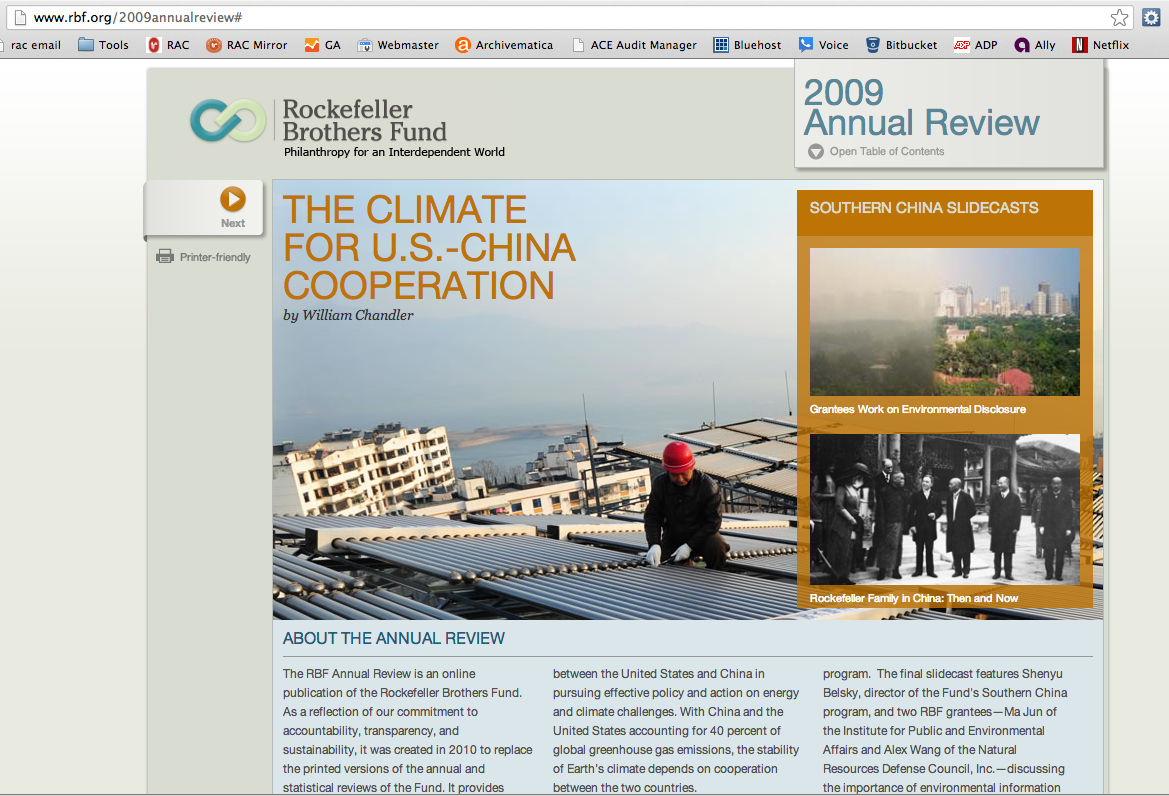 www.rbf.org/2009annualreview#
rac email Tools RAC RAC Mirror GA Webmaster Archivematica ACE Audit Manager Bluehost Voice Bitbucket ADP ADP Ally N Netflix
Rockefeller
Brothers Fund
Philanthropy for an Interdependent World
2009
Annual Review
Open Table of Contents
Next
Printer-friendly
THE CLIMATE
FOR U.S.-CHINA
COOPERATION
by William Chandler
SOUTHERN CHINA SLIDECASTS
Grantees Work on Environmental Disclosure
Rockefeller Family in China: Then and Now
ABOUT THE ANNUAL REVIEW
The RBF Annual Review is an online
publication of the Rockefeller Brothers Fund.
As a reflection of our commitment to
accountability, transparency, and
sustainability, it was created in 2010 to replace
the printed versions of the annual and
statistical reviews of the Fund. It provides
between the United States and China in
pursuing effective policy and action on energy
and climate challenges. With China and the
United States accounting for 40 percent of
global greenhouse gas emissions, the stability
of Earth's climate depends on cooperation
between the two countries.
program.  The final slidecast features Shenyu
Belsky, director of the Fund's Southern China
program, and two RBF grantees—Ma Jun of
the Institute for Public and Environmental
Affairs and Alex Wang of the Natural
Resources Defense Council, Inc.—discussing
the importance of environmental information